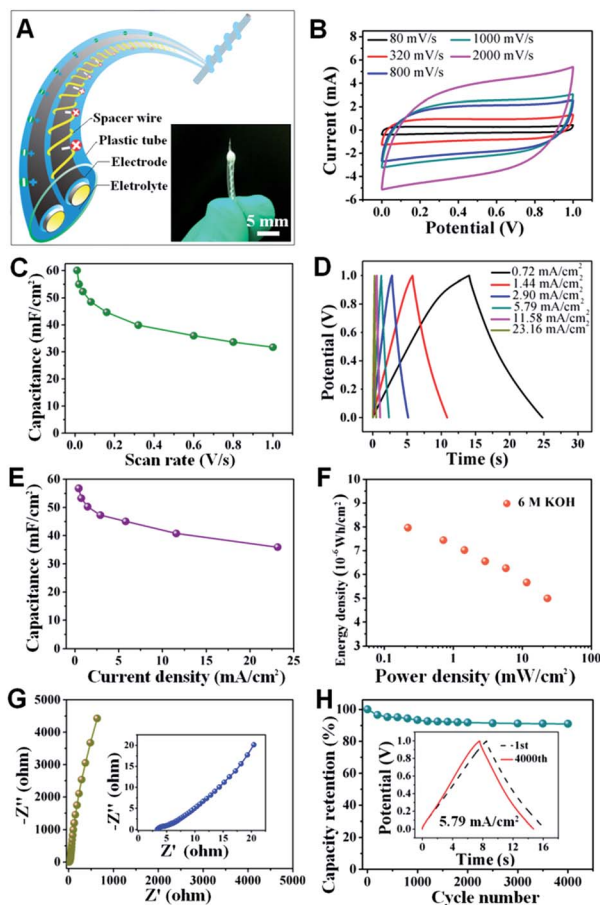 A
Spacer wire
Plastic tube
Electrode
Eletrolyte
5 mm
B
80 mV/s
1000 mV/s
320 mV/s
2000 mV/s
800 mV/s
6
4
2
0
-2
-4
-6
Current (mA)
0.0 0.2 0.4 0.6 0.8 1.0
Potential (V)
C
60
50
40
30
20
10
0
Capacitance (mF/cm²)
0.0 0.2 0.4 0.6 0.8 1.0
Scan rate (V/s)
D
0.72 mA/cm²
1.44 mA/cm²
2.90 mA/cm²
5.79 mA/cm²
11.58 mA/cm²
23.16 mA/cm²
1.0
0.8
0.6
0.4
0.2
0.0
Potential (V)
0 5 10 15 20 25 30
Time (s)
E
60
50
40
30
20
10
0
Capacitance (mF/cm²)
0 5 10 15 20 25
Current density (mA/cm²)
F
6 M KOH
10
9
8
7
6
5
Energy density (10⁻⁶ Wh/cm²)
0.1 1 10 100
Power density (mW/cm²)
G
5000
4000
3000
2000
1000
0
-Z'' (ohm)
0 1000 2000 3000 4000 5000
Z' (ohm)
20
15
10
5
0
-Z'' (ohm)
0 5 10 15 20
Z' (ohm)
H
100
80
60
40
20
0
Capacity retention (%)
0 1000 2000 3000 4000
Cycle number
1st
4000th
1.0
0.8
0.6
0.4
0.2
0.0
Potential (V)
5.79 mA/cm²
0 4 8 12 16
Time (s)